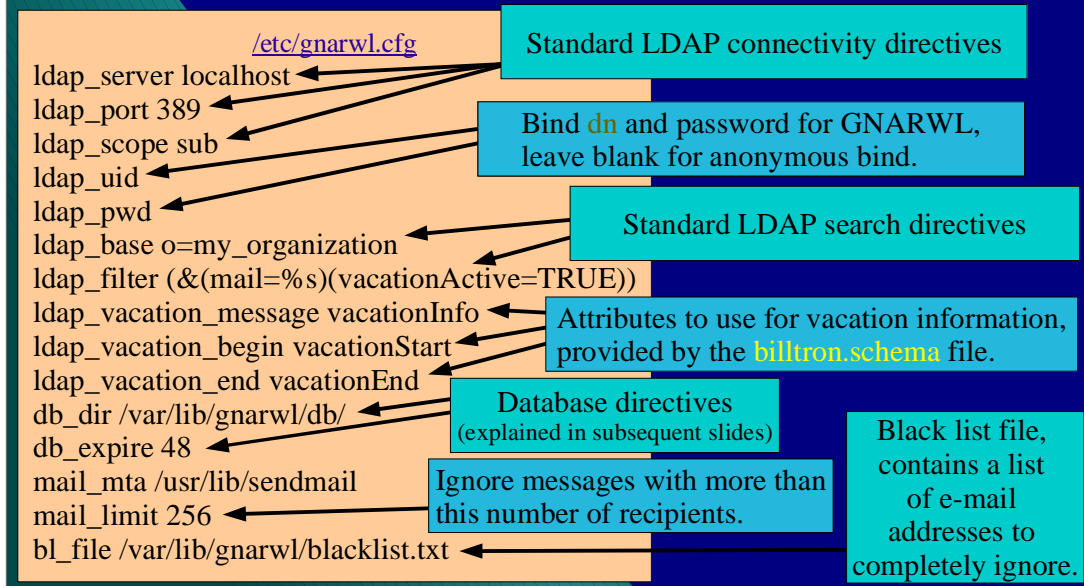 /etc/gnarwl.cfg
ldap_server localhost
ldap_port 389
ldap_scope sub
ldap_uid
ldap_pwd
ldap_base o=my_organization
ldap_filter (&(mail=%s)(vacationActive=TRUE))
ldap_vacation_message vacationInfo
ldap_vacation_begin vacationStart
ldap_vacation_end vacationEnd
db_dir /var/lib/gnarwl/db/
db_expire 48
mail_mta /usr/lib/sendmail
mail_limit 256
bl_file /var/lib/gnarwl/blacklist.txt
Standard LDAP connectivity directives
Bind dn and password for GNARWL,
leave blank for anonymous bind.
Standard LDAP search directives
Attributes to use for vacation information,
provided by the billtron.schema file.
Database directives
(explained in subsequent slides)
Ignore messages with more than
this number of recipients.
Black list file,
contains a list
of e-mail
addresses to
completely ignore.